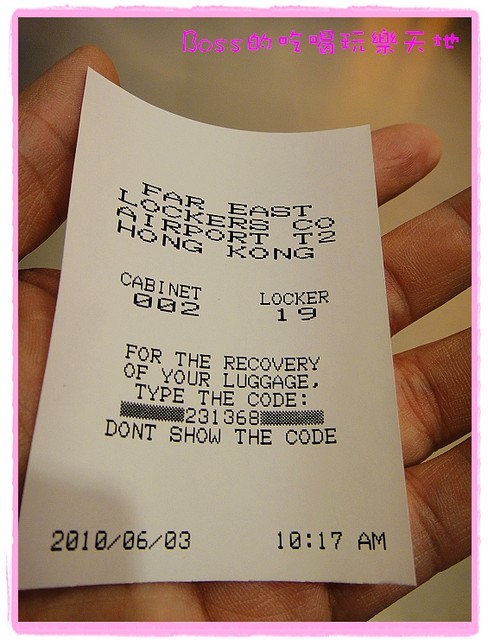 Boss的吃喝玩樂天地
FAR EAST
LOCKERS CO
AIRPORT T2
HONG KONG
CABINET LOCKER
002 19
FOR THE RECOVERY
OF YOUR LUGGAGE,
TYPE THE CODE:
231368
DONT SHOW THE CODE
2010/06/03 10:17 AM